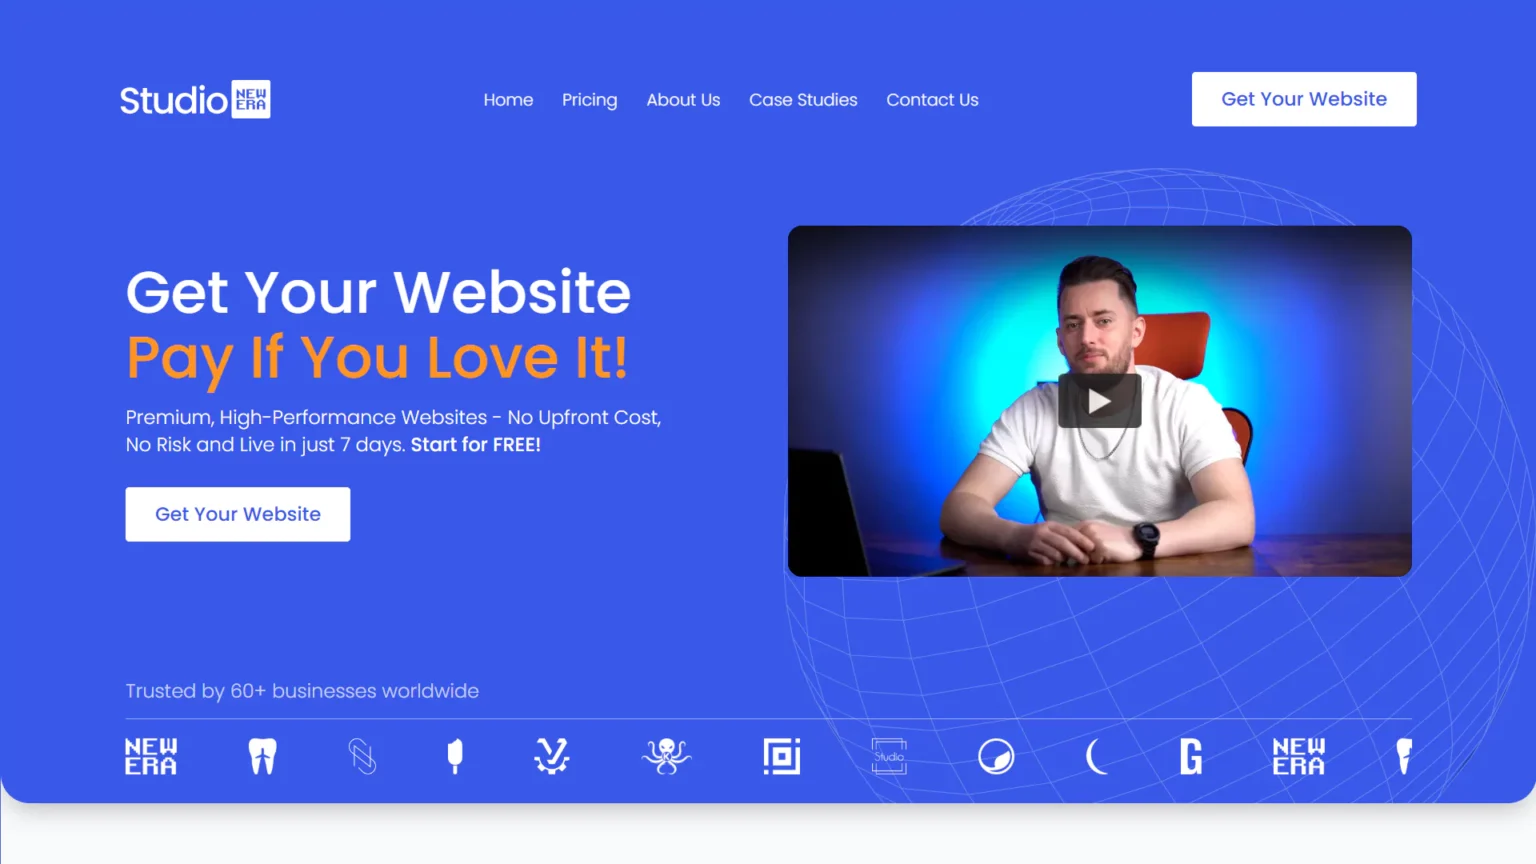 Studio NEW ERA
Home Pricing About Us Case Studies Contact Us
Get Your Website
Get Your Website
Pay If You Love It!
Premium, High-Performance Websites - No Upfront Cost,
No Risk and Live in just 7 days. Start for FREE!
Get Your Website
Trusted by 60+ businesses worldwide
NEW ERA
K
Studio
G
NEW ERA